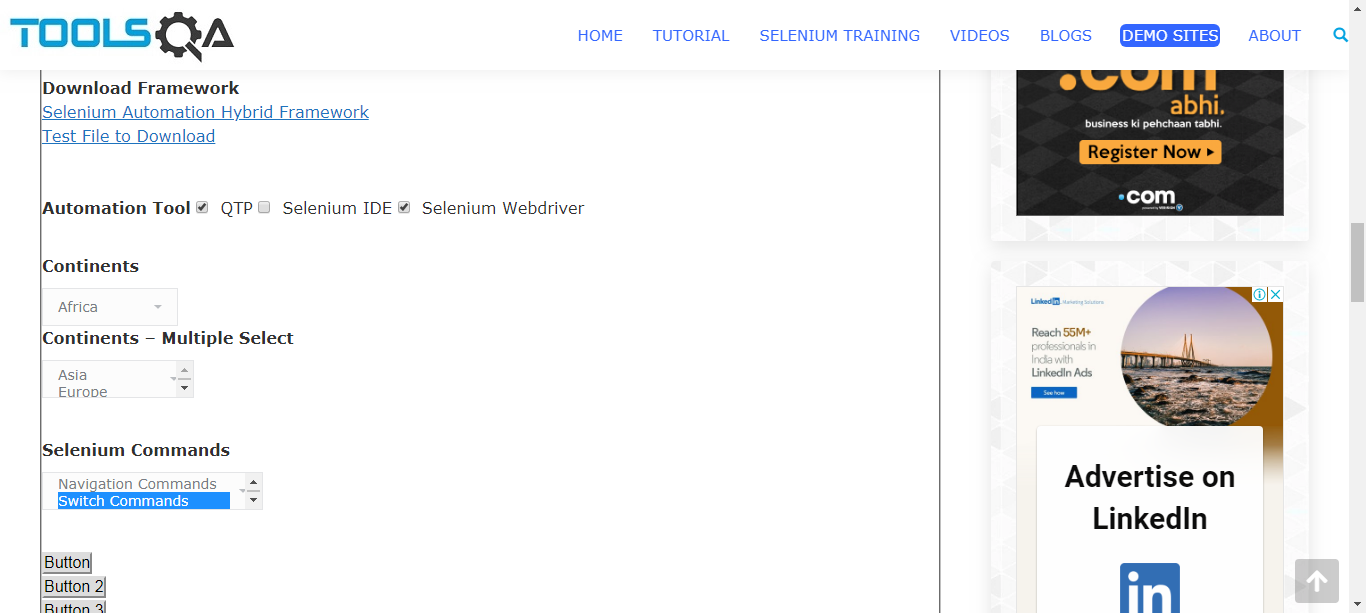 TOOLSQA
HOME TUTORIAL SELENIUM TRAINING VIDEOS BLOGS DEMO SITES ABOUT
Download Framework
Selenium Automation Hybrid Framework
Test File to Download
Automation Tool QTP Selenium IDE Selenium Webdriver
Continents
Africa
Continents – Multiple Select
Asia
Europe
Selenium Commands
Navigation Commands
Switch Commands
Button
Button 2
Button 3
.com
abhi.
business ki pehchaan tabhi.
Register Now
.com
LinkedIn Marketing Solutions
Reach 55M+
professionals in
India with
LinkedIn Ads
See how
Advertise on
LinkedIn
in